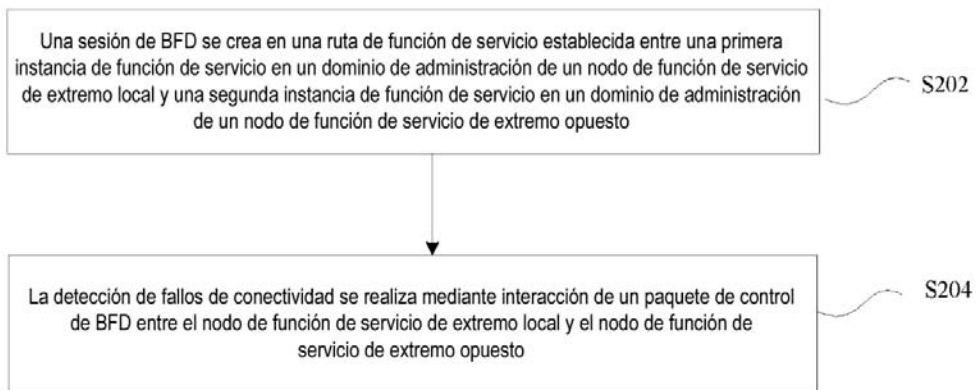 Una sesión de BFD se crea en una ruta de función de servicio establecida entre una primera
instancia de función de servicio en un dominio de administración de un nodo de función de servicio
de extremo local y una segunda instancia de función de servicio en un dominio de administración
de un nodo de función de servicio de extremo opuesto
S202
La detección de fallos de conectividad se realiza mediante interacción de un paquete de control
de BFD entre el nodo de función de servicio de extremo local y el nodo de función de
servicio de extremo opuesto
S204